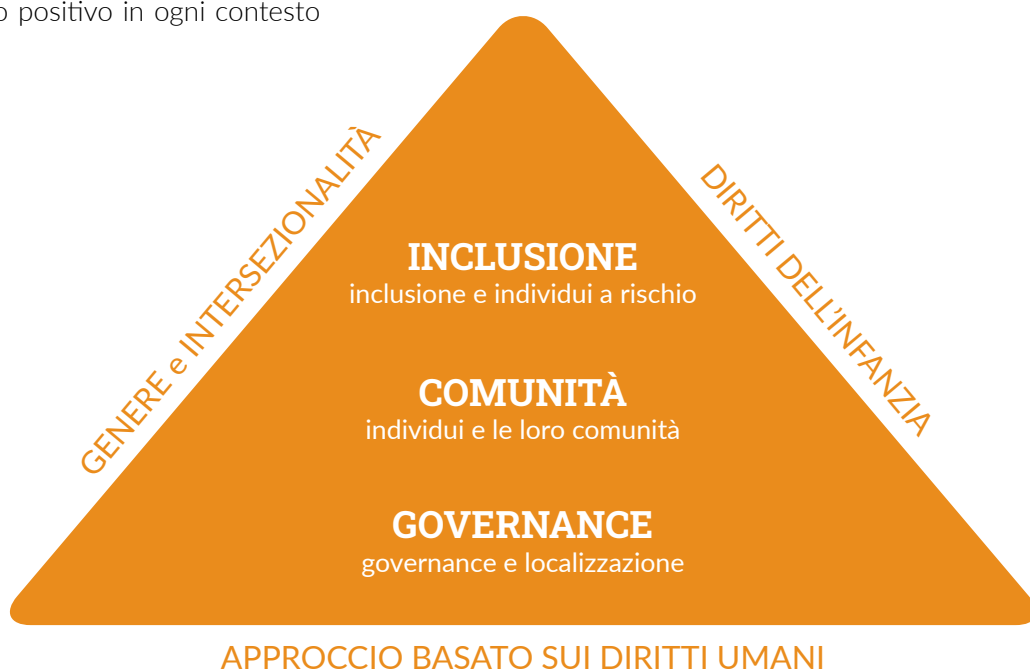 o positivo in ogni contesto
GENERE e INTERSEZIONALITÀ
DIRITTI DELL'INFANZIA
INCLUSIONE
inclusione e individui a rischio
COMUNITÀ
individui e le loro comunità
GOVERNANCE
governance e localizzazione
APPROCCIO BASATO SUI DIRITTI UMANI